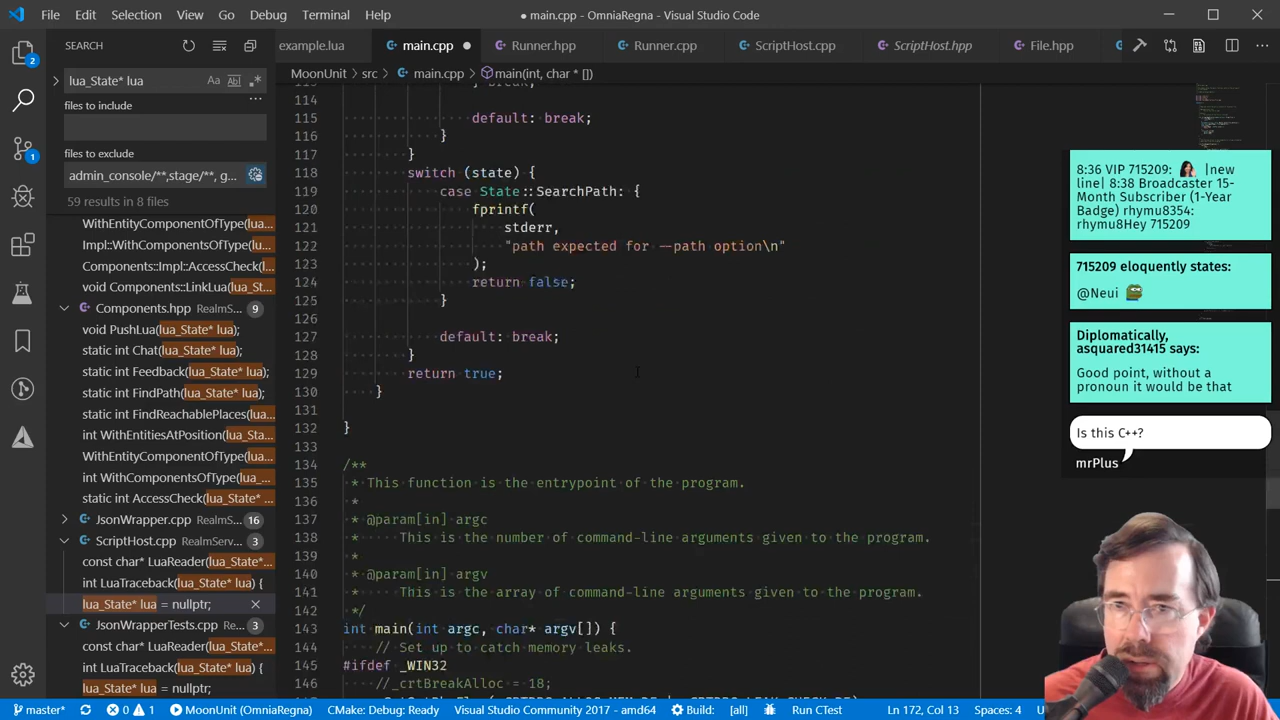 File Edit Selection View Go Debug Terminal Help
● main.cpp - OmniaRegna - Visual Studio Code
SEARCH
example.lua
main.cpp ●
Runner.hpp
Runner.cpp
ScriptHost.cpp
ScriptHost.hpp
File.hpp
lua_State* lua
files to include
files to exclude
admin_console/**,stage/**, g...
59 results in 8 files
WithEntityComponentOfType(lua...
Impl::WithComponentsOfType(lu...
Components::Impl::AccessCheck(l...
void Components::LinkLua(lua_St...
Components.hpp RealmS... 9
void PushLua(lua_State* lua);
static int Chat(lua_State* lua);
static int Feedback(lua_State* lua);
static int FindPath(lua_State* lua);
static int FindReachablePlaces(lua...
int WithEntitiesAtPosition(lua_Sta...
WithEntityComponentOfType(lua...
int WithComponentsOfType(lua_...
static int AccessCheck(lua_State* ...
JsonWrapper.cpp RealmS... 16
ScriptHost.cpp RealmServ... 3
const char* LuaReader(lua_State*...
int LuaTraceback(lua_State* lua) {
lua_State* lua = nullptr;
JsonWrapperTests.cpp Re... 3
const char* LuaReader(lua_State*...
int LuaTraceback(lua_State* lua) {
lua_State* lua = nullptr;
MoonUnit > src > main.cpp > main(int, char * [])
114
115 default: break;
116 }
117 }
118 switch (state) {
119 case State::SearchPath: {
120 fprintf(
121 stderr,
122 "path expected for --path option\n"
123 );
124 return false;
125 }
126
127 default: break;
128 }
129 return true;
130 }
131
132 }
133
134 /**
135 * This function is the entrypoint of the program.
136 *
137 * @param[in] argc
138 * This is the number of command-line arguments given to the program.
139 *
140 * @param[in] argv
141 * This is the array of command-line arguments given to the program.
142 */
143 int main(int argc, char* argv[]) {
144 // Set up to catch memory leaks.
145 #ifdef _WIN32
146 //_crtBreakAlloc = 18;
8:36 VIP 715209: |new
line| 8:38 Broadcaster 15-
Month Subscriber (1-Year
Badge) rhymu8354:
rhymu8Hey 715209
715209 eloquently states:
@Neui
Diplomatically,
asquared31415 says:
Good point, without a
pronoun it would be that
Is this C++?
mrPlus
master* 0 1 MoonUnit (OmniaRegna) CMake: Debug: Ready Visual Studio Community 2017 - amd64 Build: [all] Run CTest Ln 172, Col 13 Spaces: 4